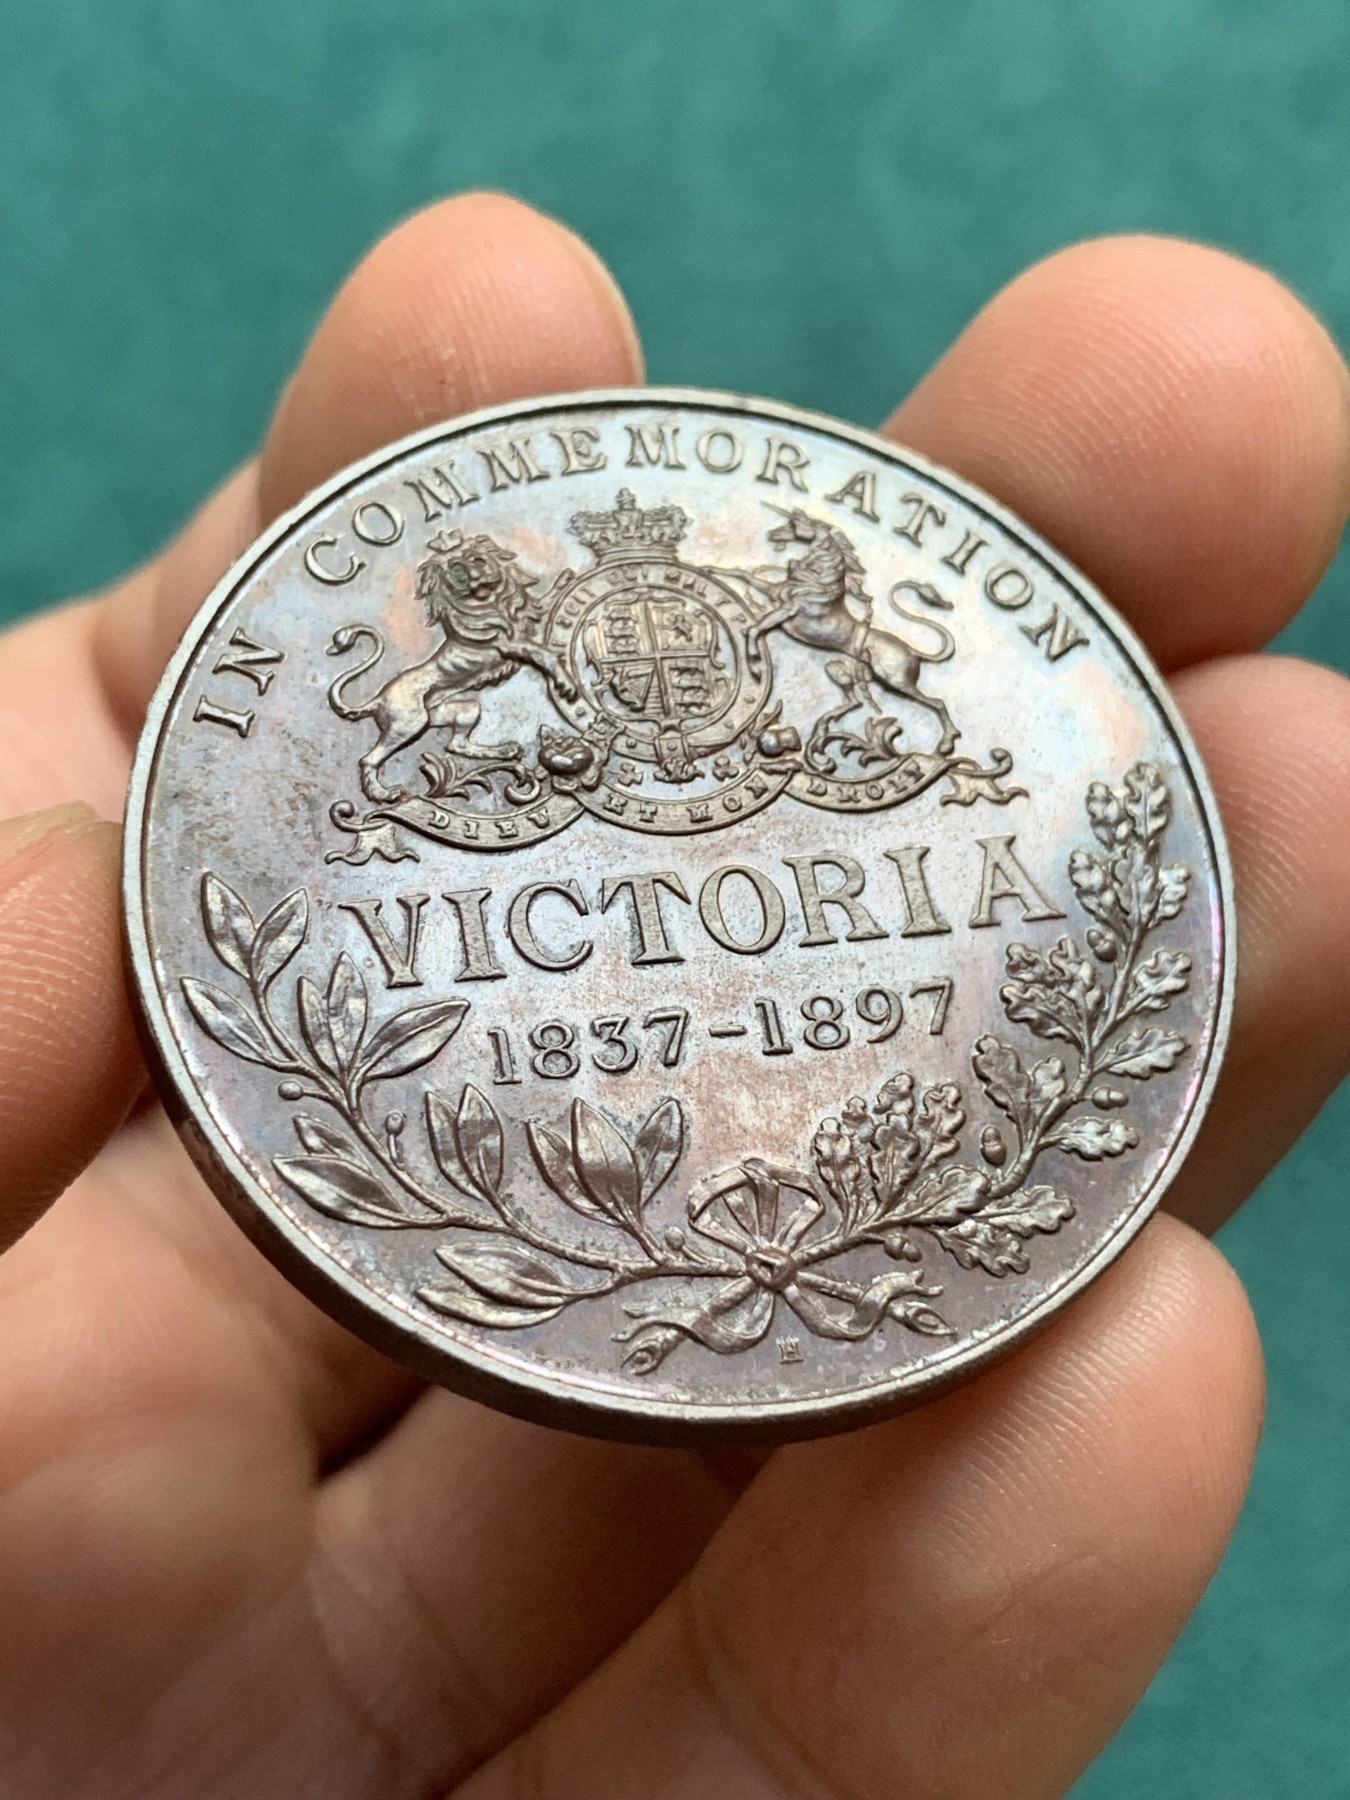 IN COMMEMORATION
DIEU ET MON DROIT
VICTORIA
1837-1897
H